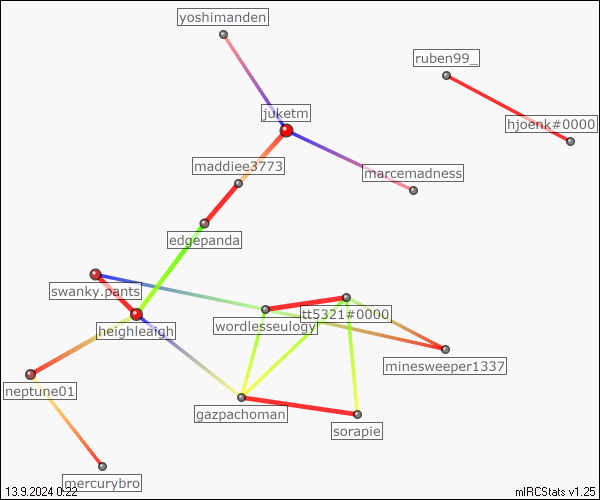 yoshimanden
ruben99_
juketm
hjoenk#0000
maddiee3773
marcemadness
edgepanda
swanky.pants
heighleaigh
wordlesseulogy
tt5321#0000
minesweeper1337
neptune01
gazpachoman
sorapie
mercurybro
13.9.2024 0:22
mIRCStats v1.25